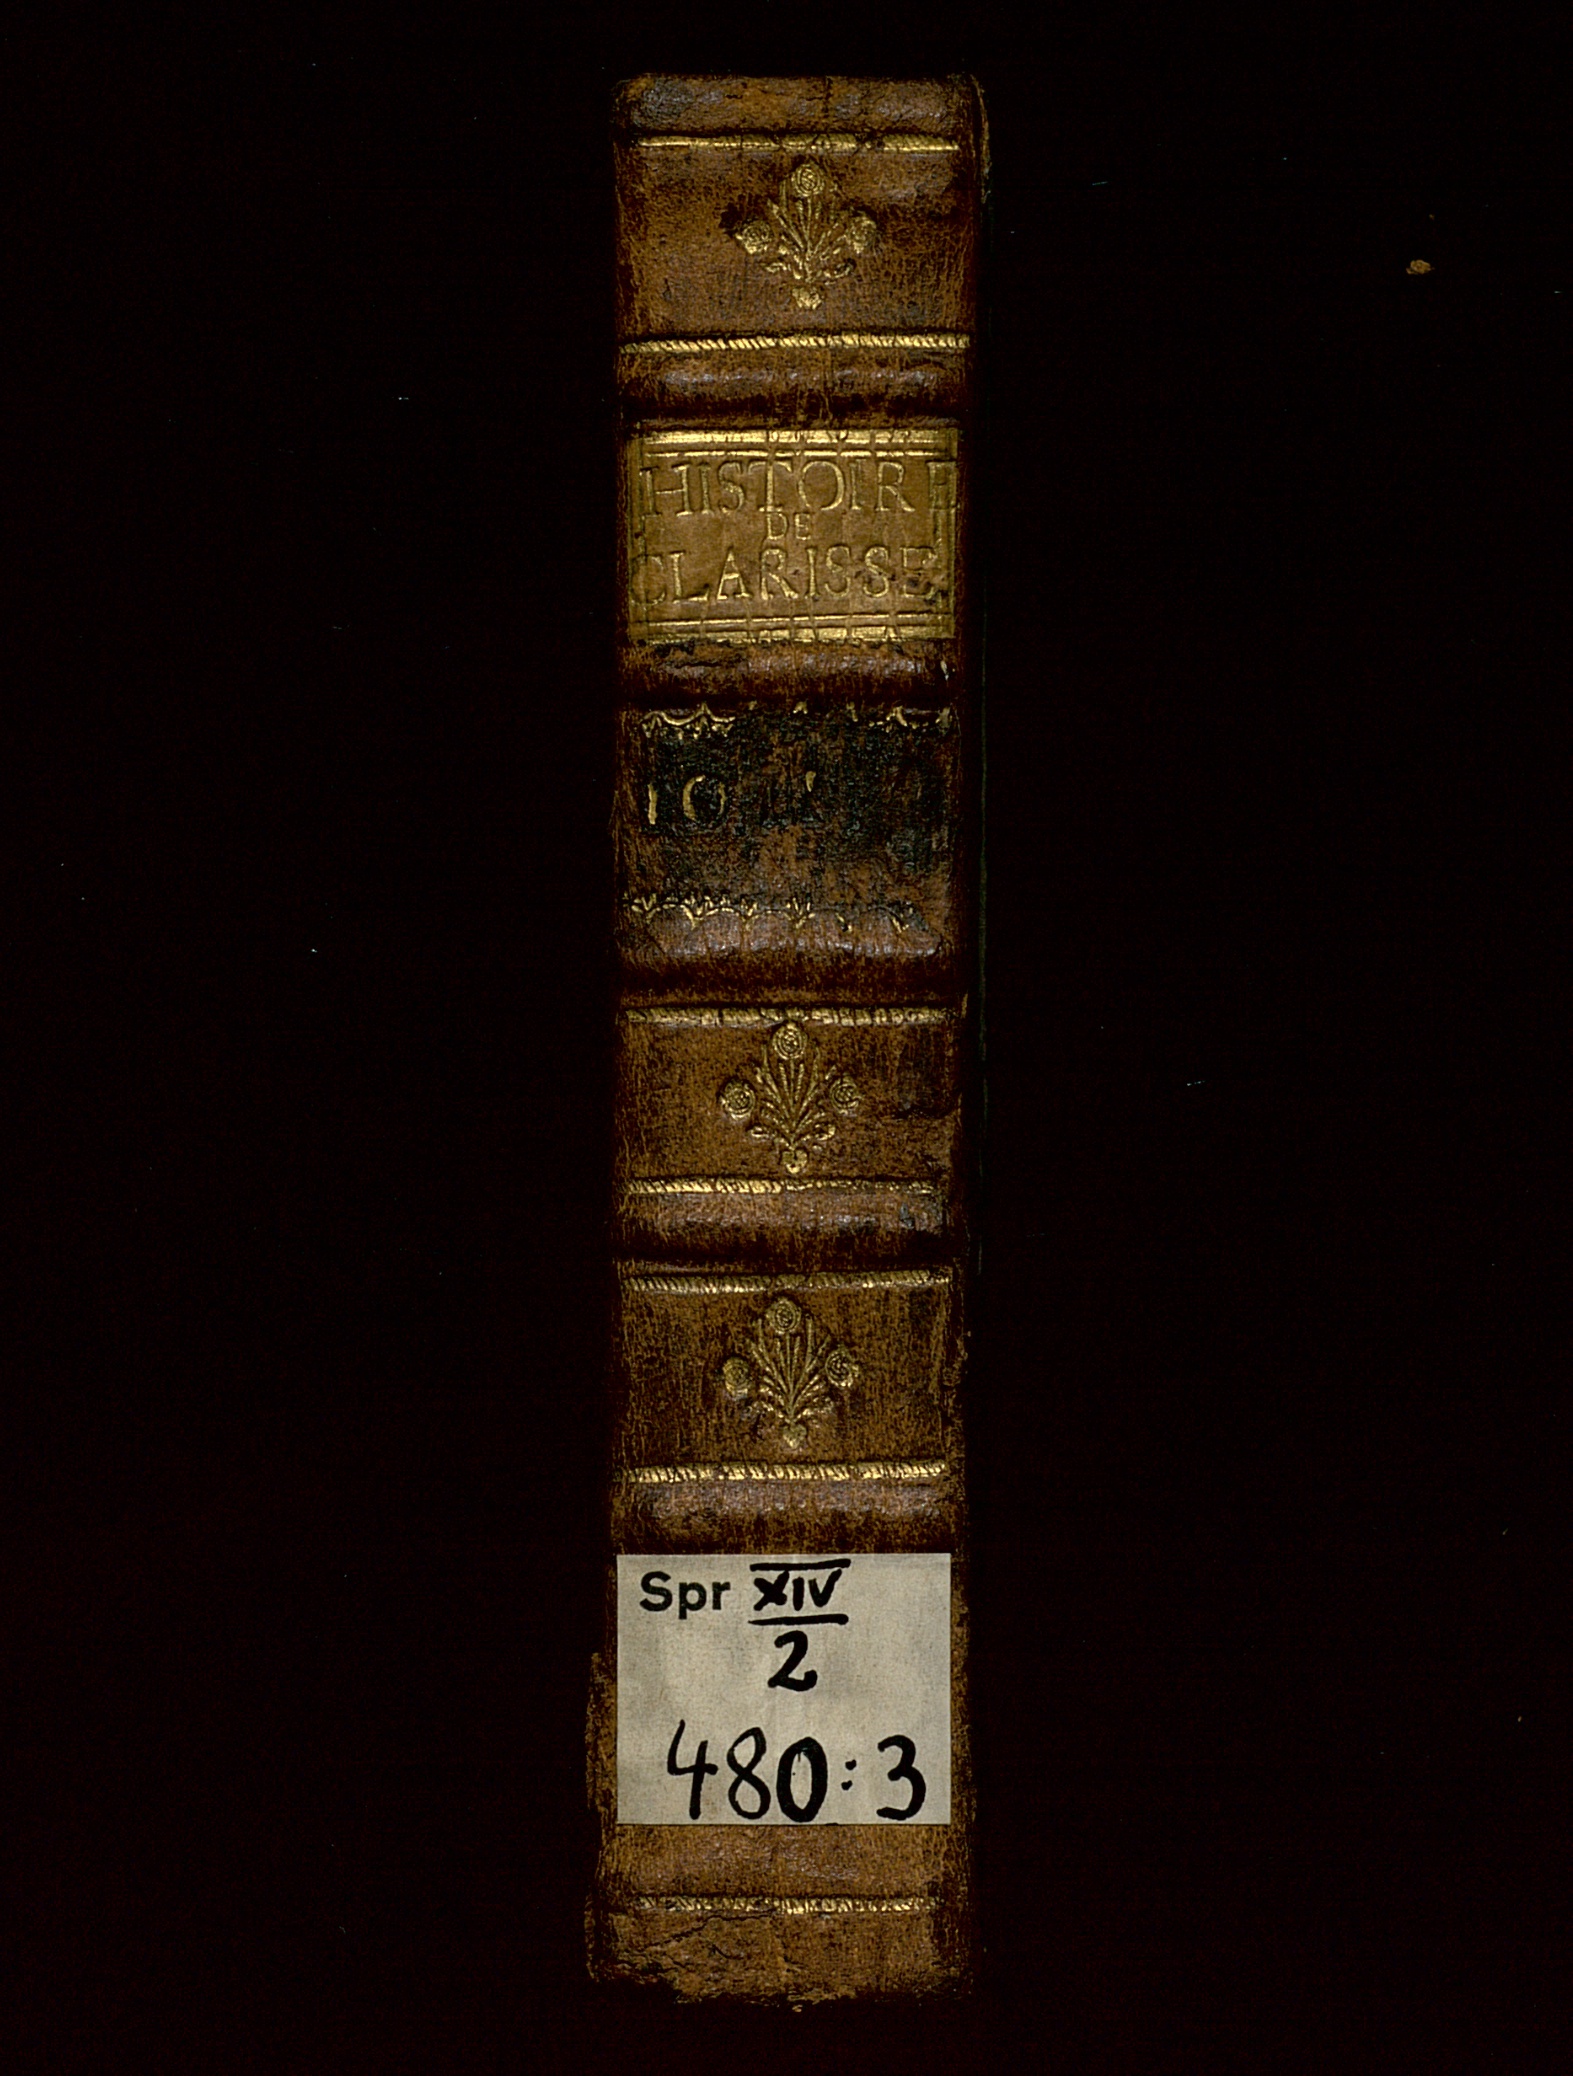 HISTOIRE
DE
CLARISSE.
Spr XIV
2
480:3